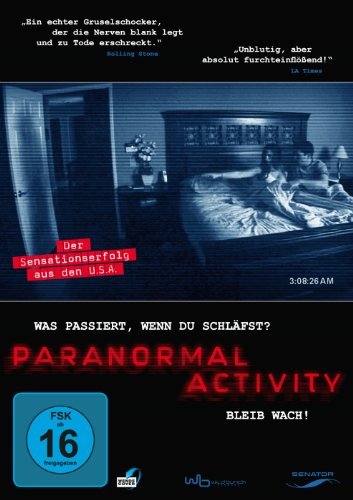 „Ein echter Gruselschocker,
der die Nerven blank legt
und zu Tode erschreckt.“
Rolling Stone
„Unblutig, aber
absolut furchteinflößend!“
LA Times
Der
Sensationserfolg
aus den U.S.A.
3:08:26 AM
WAS PASSIERT, WENN DU SCHLÄFST?
PARANORMAL
ACTIVITY
BLEIB WACH!
FSK
ab
16
freigegeben
SENATOR